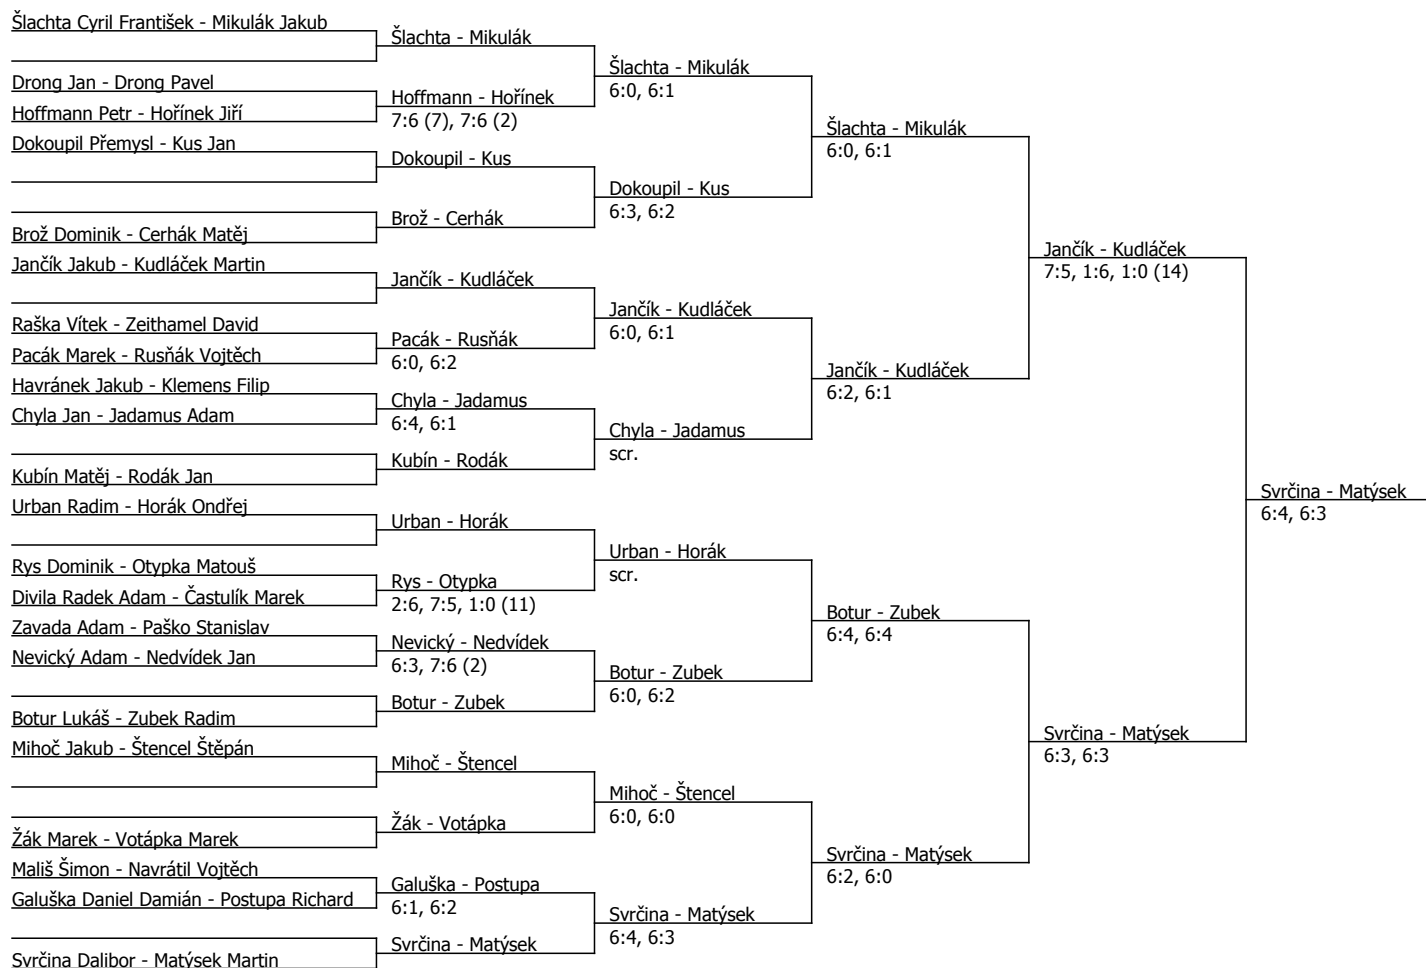 Šlachta Cyril František - Mikulák Jakub
Drong Jan - Drong Pavel
Hoffmann Petr - Hořínek Jiří
Dokoupil Přemysl - Kus Jan
Brož Dominik - Cerhák Matěj
Jančík Jakub - Kudláček Martin
Raška Vítek - Zeithamel David
Pacák Marek - Rusňák Vojtěch
Havránek Jakub - Klemens Filip
Chyla Jan - Jadamus Adam
Kubín Matěj - Rodák Jan
Urban Radim - Horák Ondřej
Rys Dominik - Otypka Matouš
Divila Radek Adam - Častulík Marek
Zavada Adam - Paško Stanislav
Nevický Adam - Nedvídek Jan
Botur Lukáš - Zubek Radim
Mihoč Jakub - Štencel Štěpán
Žák Marek - Votápka Marek
Mališ Šimon - Navrátil Vojtěch
Galuška Daniel Damián - Postupa Richard
Svrčina Dalibor - Matýsek Martin
Šlachta - Mikulák
Hoffmann - Hořínek
7:6 (7), 7:6 (2)
Dokoupil - Kus
Brož - Cerhák
Jančík - Kudláček
Pacák - Rusňák
6:0, 6:2
Chyla - Jadamus
6:4, 6:1
Kubín - Rodák
Urban - Horák
Rys - Otypka
2:6, 7:5, 1:0 (11)
Nevický - Nedvídek
6:3, 7:6 (2)
Botur - Zubek
Mihoč - Štencel
Žák - Votápka
Galuška - Postupa
6:1, 6:2
Svrčina - Matýsek
Šlachta - Mikulák
6:0, 6:1
Dokoupil - Kus
6:3, 6:2
Jančík - Kudláček
6:0, 6:1
Chyla - Jadamus
scr.
Urban - Horák
scr.
Botur - Zubek
6:0, 6:2
Mihoč - Štencel
6:0, 6:0
Svrčina - Matýsek
6:4, 6:3
Šlachta - Mikulák
6:0, 6:1
Jančík - Kudláček
6:2, 6:1
Botur - Zubek
6:4, 6:4
Svrčina - Matýsek
6:2, 6:0
Jančík - Kudláček
7:5, 1:6, 1:0 (14)
Svrčina - Matýsek
6:3, 6:3
Svrčina - Matýsek
6:4, 6:3